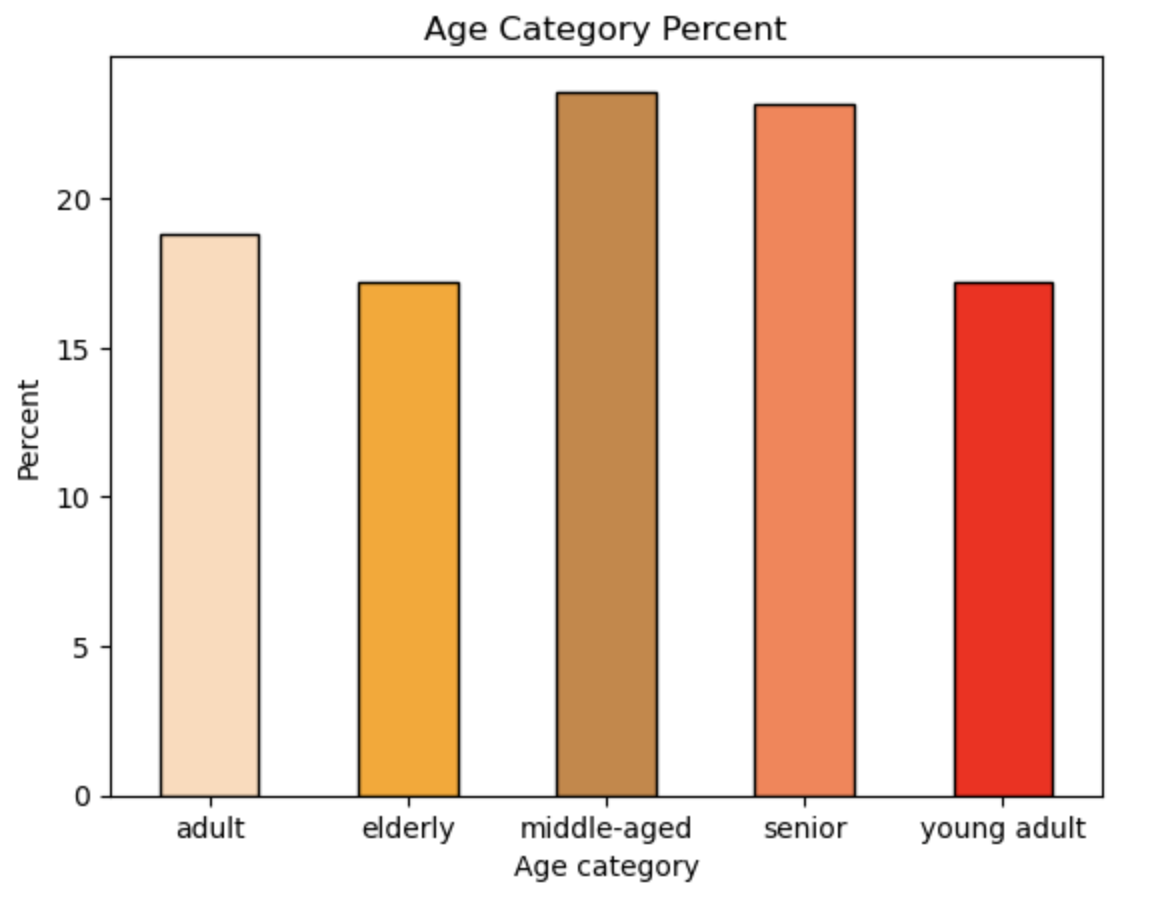 Age Category Percent
Percent
20
15
10
5
0
adult elderly middle-aged senior young adult
Age category